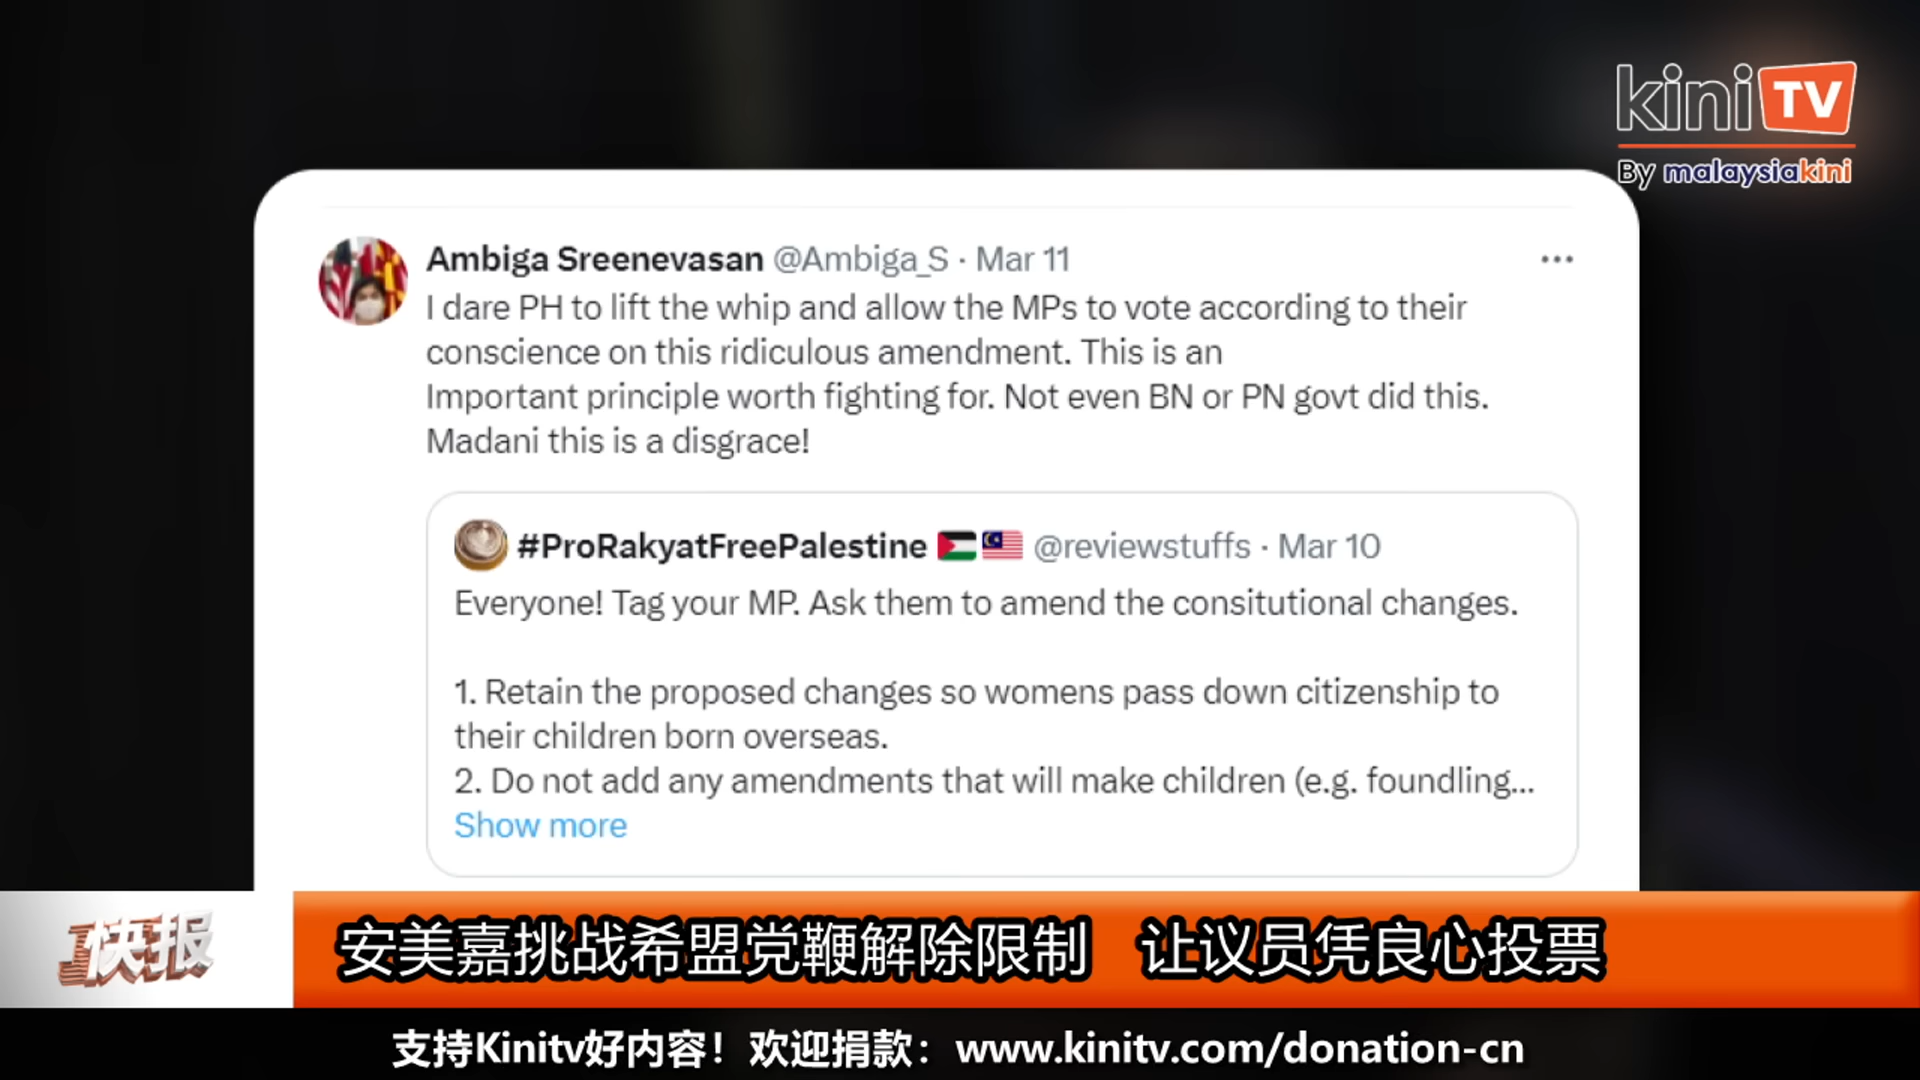 kini TV
By malaysiakini
Ambiga Sreenevasan @Ambiga_S · Mar 11
I dare PH to lift the whip and allow the MPs to vote according to their
conscience on this ridiculous amendment. This is an
Important principle worth fighting for. Not even BN or PN govt did this.
Madani this is a disgrace!
#ProRakyatFreePalestine 🇵🇸🇲🇾 @reviewstuffs · Mar 10
Everyone! Tag your MP. Ask them to amend the consitutional changes.
1. Retain the proposed changes so womens pass down citizenship to
their children born overseas.
2. Do not add any amendments that will make children (e.g. foundling...
Show more
快报
安美嘉挑战希盟党鞭解除限制 让议员凭良心投票
支持Kinitv好内容！欢迎捐款：www.kinitv.com/donation-cn